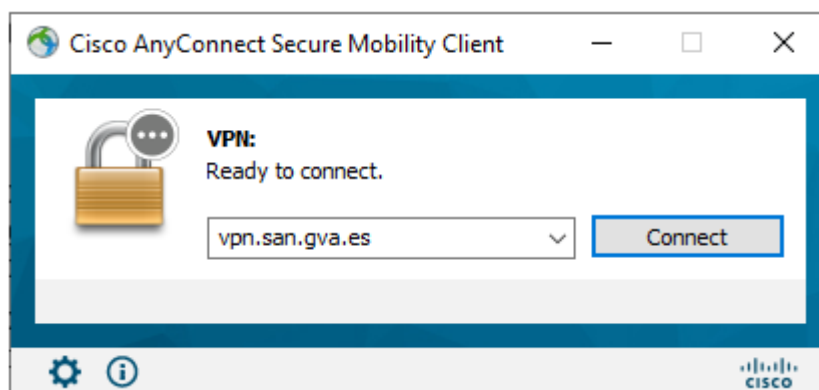 Cisco AnyConnect Secure Mobility Client
VPN:
Ready to connect.
vpn.san.gva.es
Connect
cisco